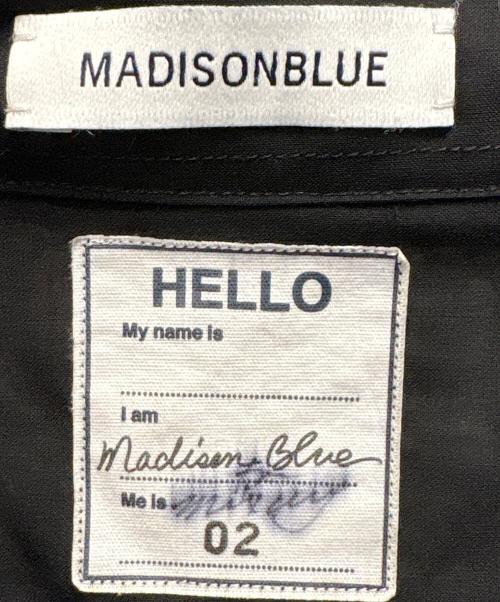 MADISONBLUE
HELLO
My name is
I am
Madison Blue
Me is
02